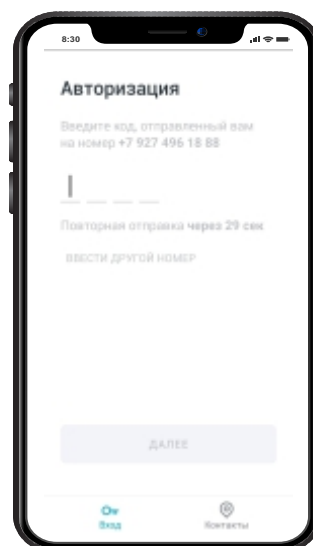 8:30
Авторизация
Введите код, отправленный вам
на номер +7 927 496 18 88
Повторная отправка через 29 сек
ВВЕСТИ ДРУГОЙ НОМЕР
ДАЛЕЕ
Вход
Контакты